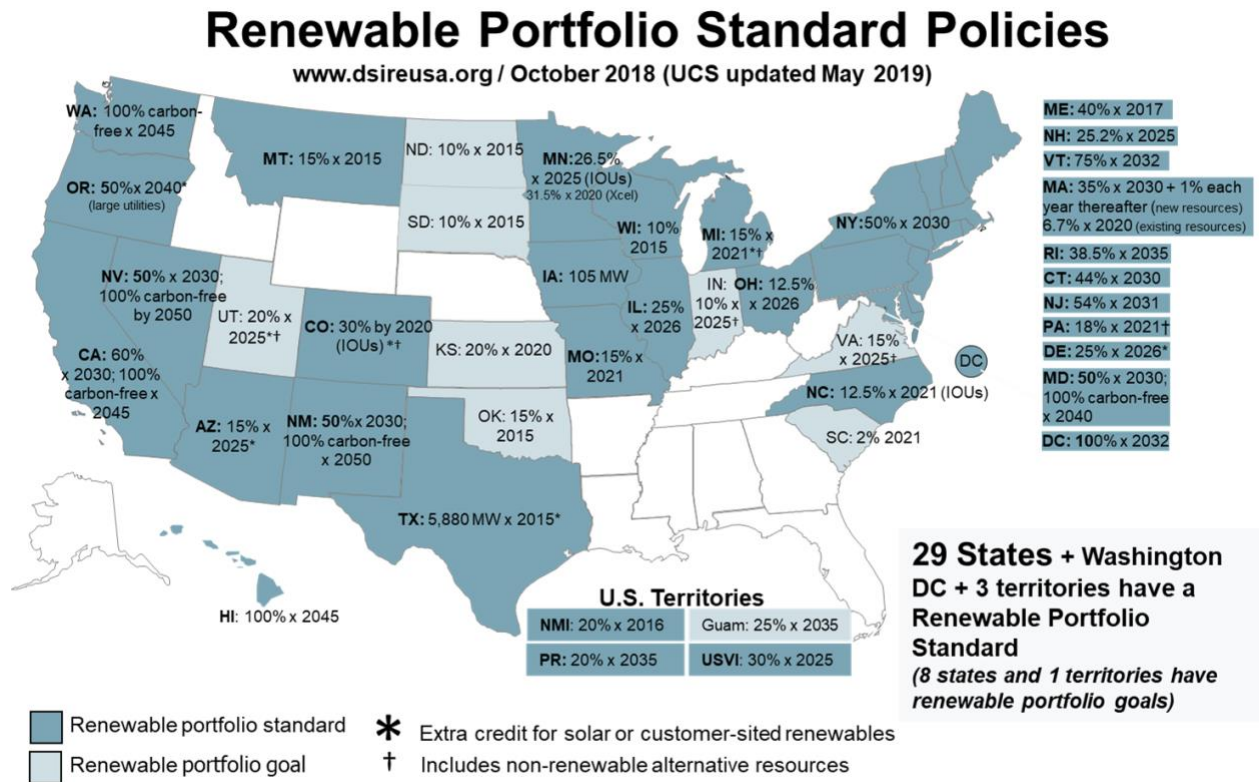 Renewable Portfolio Standard Policies
www.dsireusa.org / October 2018 (UCS updated May 2019)
WA: 100% carbon-
free x 2045
OR: 50%x 2040*
(large utilities)
MT: 15% x 2015
ND: 10% x 2015
SD: 10% x 2015
MN:26.5%
x 2025 (IOUs)
31.5% x 2020 (Xcel)
WI: 10%
2015
MI: 15% x
2021*†
NY:50% x 2030
NV: 50% x 2030;
100% carbon-free
by 2050
UT: 20% x
2025*†
CO: 30% by 2020
(IOUs) *†
IA: 105 MW
IL: 25%
x 2026
IN:
10% x
2025†
OH: 12.5%
x 2026
KS: 20% x 2020
MO:15% x
2021
VA: 15%
x 2025†
DC
CA: 60%
x 2030; 100%
carbon-free x
2045
AZ: 15% x
2025*
NM: 50%x 2030;
100% carbon-free
x 2050
OK: 15% x
2015
NC: 12.5% x 2021 (IOUs)
SC: 2% 2021
TX: 5,880 MW x 2015*
HI: 100% x 2045
ME: 40% x 2017
NH: 25.2% x 2025
VT: 75% x 2032
MA: 35% x 2030 + 1% each
year thereafter (new resources)
6.7% x 2020 (existing resources)
RI: 38.5% x 2035
CT: 44% x 2030
NJ: 54% x 2031
PA: 18% x 2021†
DE: 25% x 2026*
MD: 50% x 2030;
100% carbon-free
x 2040
DC: 100% x 2032
U.S. Territories
NMI: 20% x 2016
Guam: 25% x 2035
PR: 20% x 2035
USVI: 30% x 2025
29 States + Washington
DC + 3 territories have a
Renewable Portfolio
Standard
(8 states and 1 territories have
renewable portfolio goals)
Renewable portfolio standard
Renewable portfolio goal
* Extra credit for solar or customer-sited renewables
† Includes non-renewable alternative resources